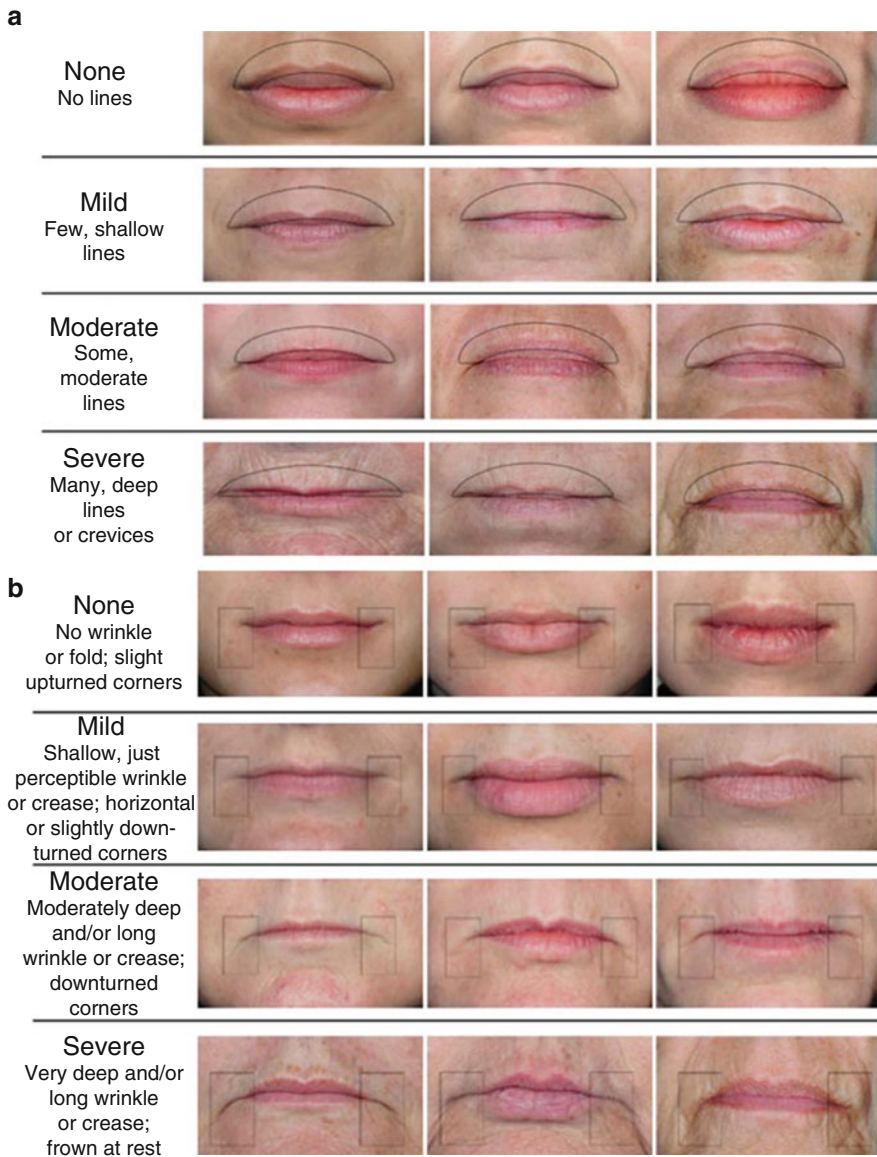 a
None
No lines
Mild
Few, shallow
lines
Moderate
Some,
moderate
lines
Severe
Many, deep
lines
or crevices
b
None
No wrinkle
or fold; slight
upturned corners
Mild
Shallow, just
perceptible wrinkle
or crease; horizontal
or slightly down-
turned corners
Moderate
Moderately deep
and/or long
wrinkle or crease;
downturned
corners
Severe
Very deep and/or
long wrinkle
or crease;
frown at rest